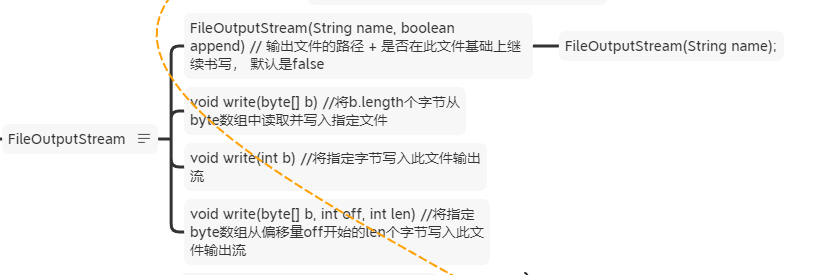 FileOutputStream(String name, boolean
append) // 输出文件的路径 + 是否在此文件基础上继
续书写， 默认是false
FileOutputStream(String name);
void write(byte[] b) //将b.length个字节从
byte数组中读取并写入指定文件
FileOutputStream
void write(int b) //将指定字节写入此文件输出
流
void write(byte[] b, int off, int len) //将指定
byte数组从偏移量off开始的len个字节写入此文
件输出流